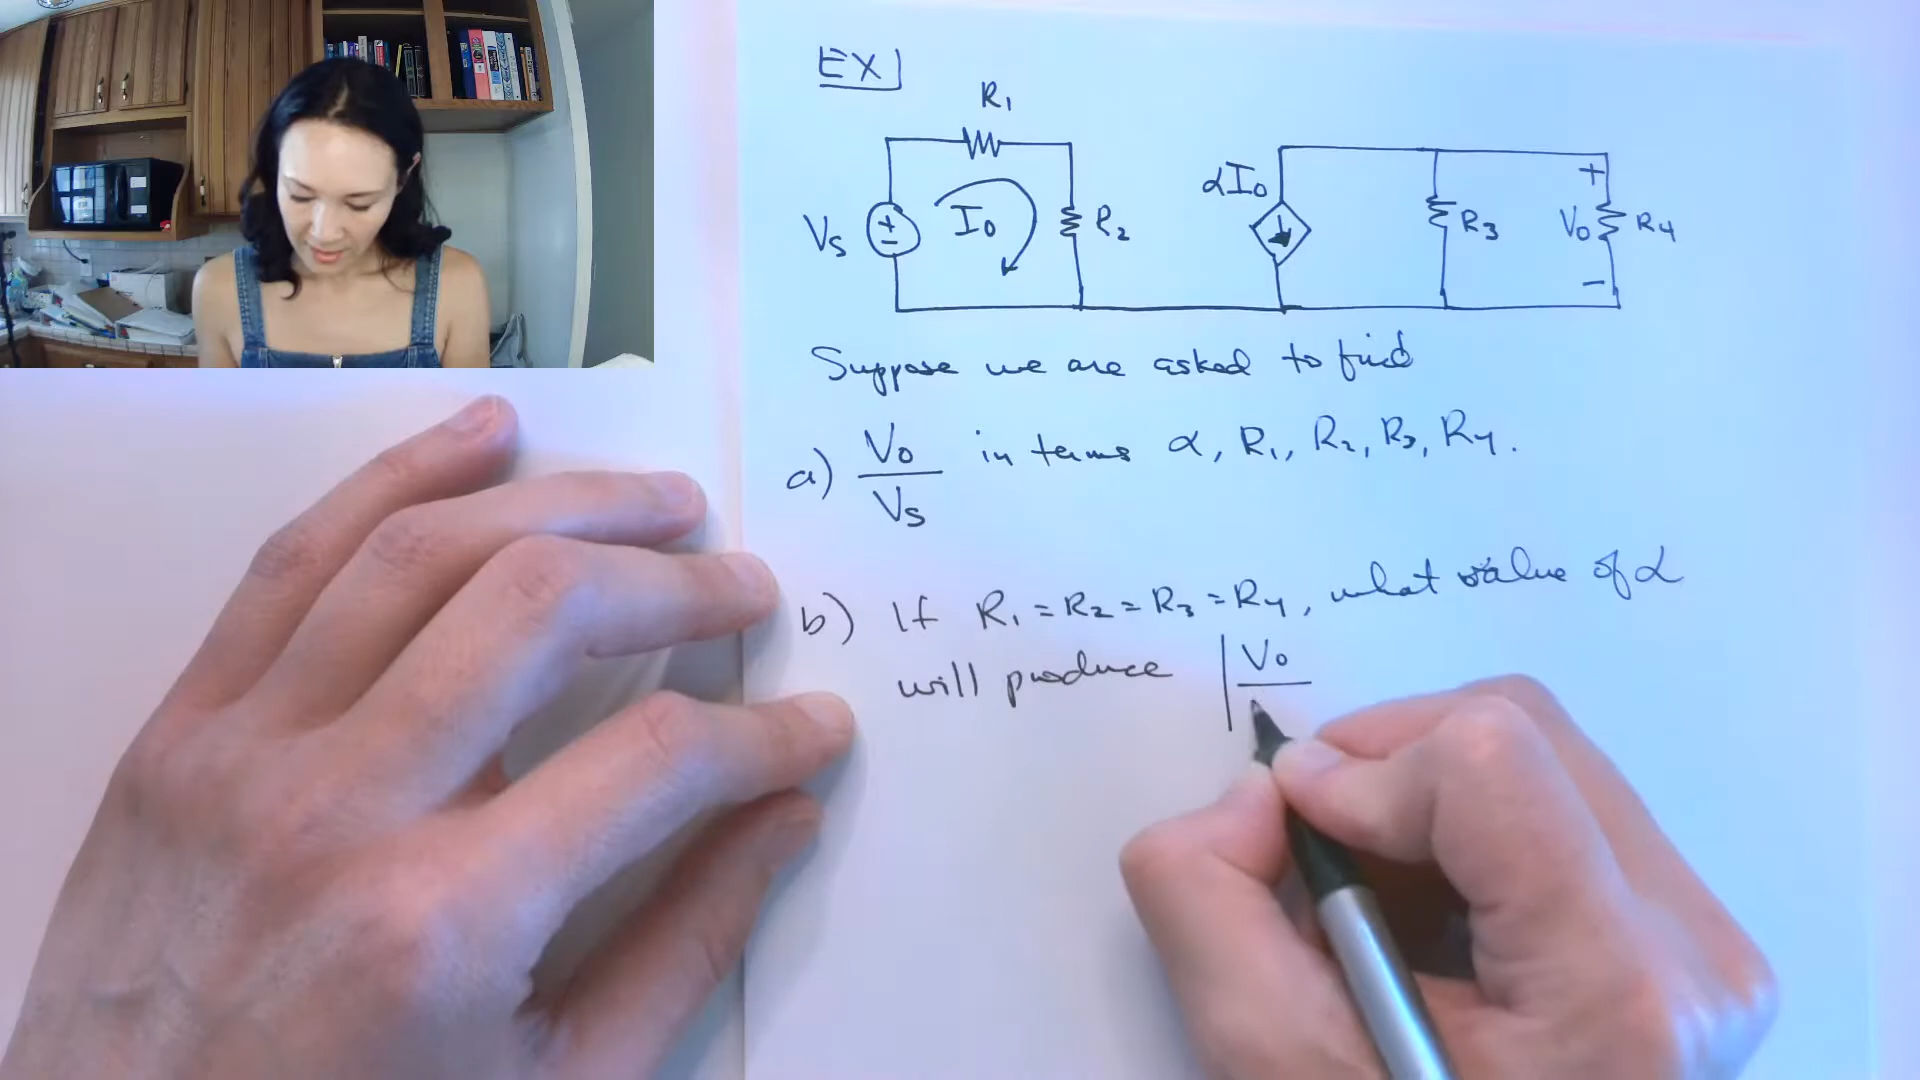 EX
R1
Vs
I0
R2
αI0
R3
+
V0
-
R4
Suppose we are asked to find
a) V0/Vs in terms α, R1, R2, R3, R4.
b) If R1 = R2 = R3 = R4, what value of α
will produce |V0